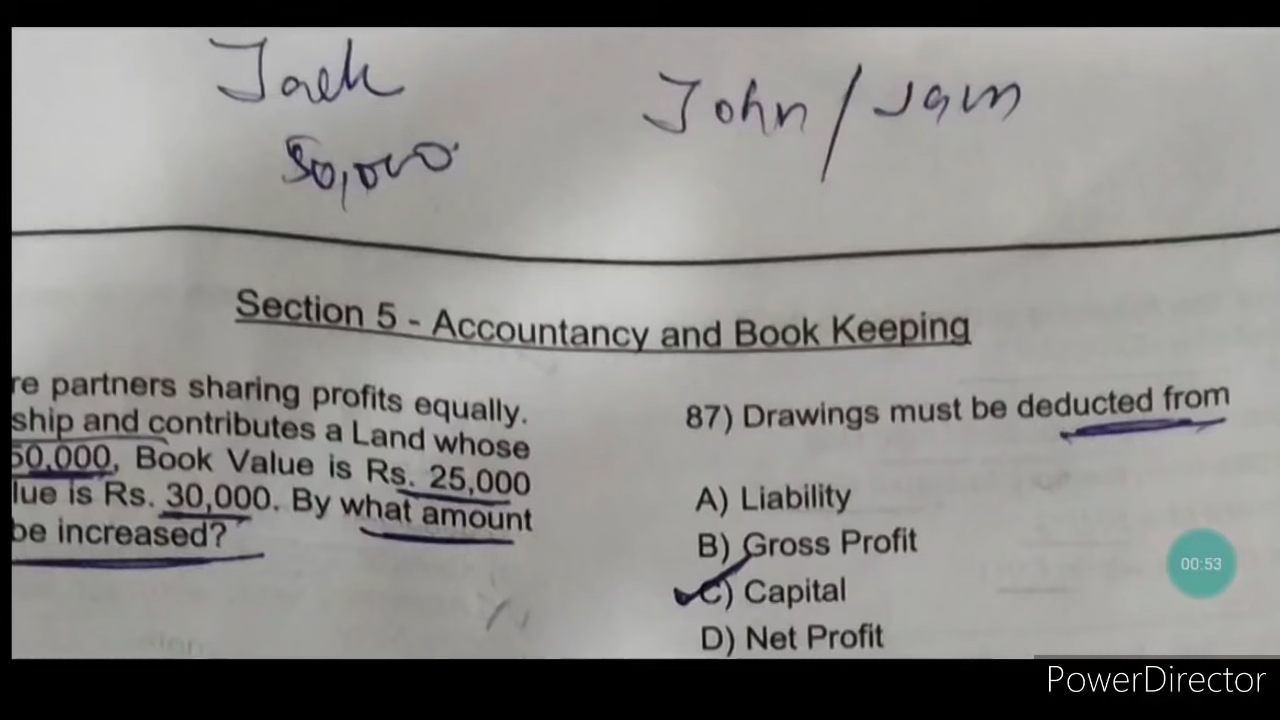 Jack
50,000
John / Jam
Section 5 - Accountancy and Book Keeping
re partners sharing profits equally.
ship and contributes a Land whose
50,000, Book Value is Rs. 25,000
lue is Rs. 30,000. By what amount
be increased?
87) Drawings must be deducted from
A) Liability
B) Gross Profit
C) Capital
D) Net Profit
00:53
PowerDirector